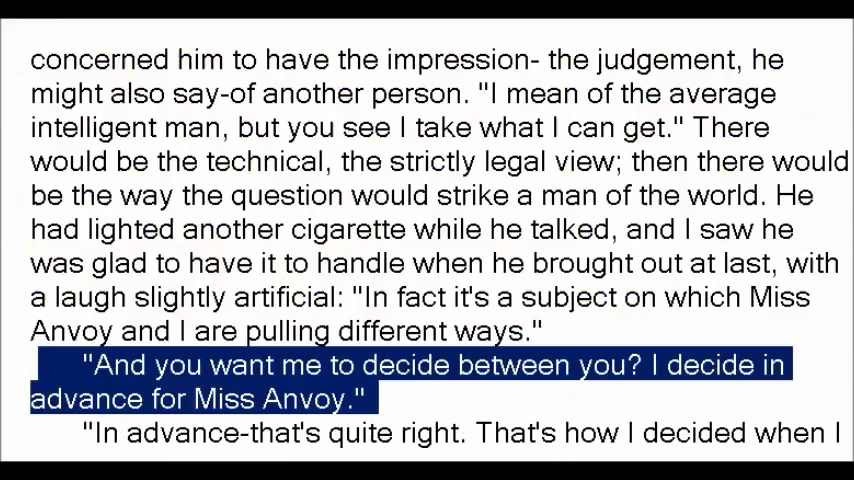 concerned him to have the impression- the judgement, he
might also say-of another person. "I mean of the average
intelligent man, but you see I take what I can get." There
would be the technical, the strictly legal view; then there would
be the way the question would strike a man of the world. He
had lighted another cigarette while he talked, and I saw he
was glad to have it to handle when he brought out at last, with
a laugh slightly artificial: "In fact it's a subject on which Miss
Anvoy and I are pulling different ways."
"And you want me to decide between you? I decide in
advance for Miss Anvoy."
"In advance-that's quite right. That's how I decided when I